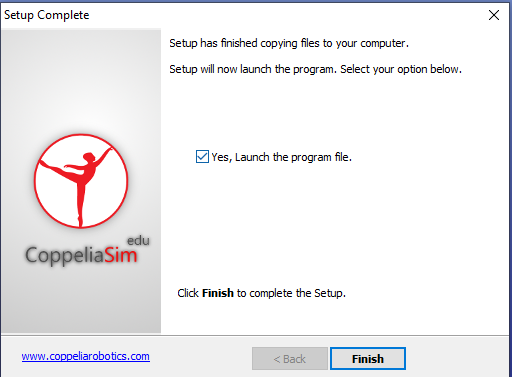 Setup Complete
Setup has finished copying files to your computer.
Setup will now launch the program. Select your option below.
Yes, Launch the program file.
edu
CoppeliaSim
Click Finish to complete the Setup.
www.coppeliarobotics.com
< Back
Finish